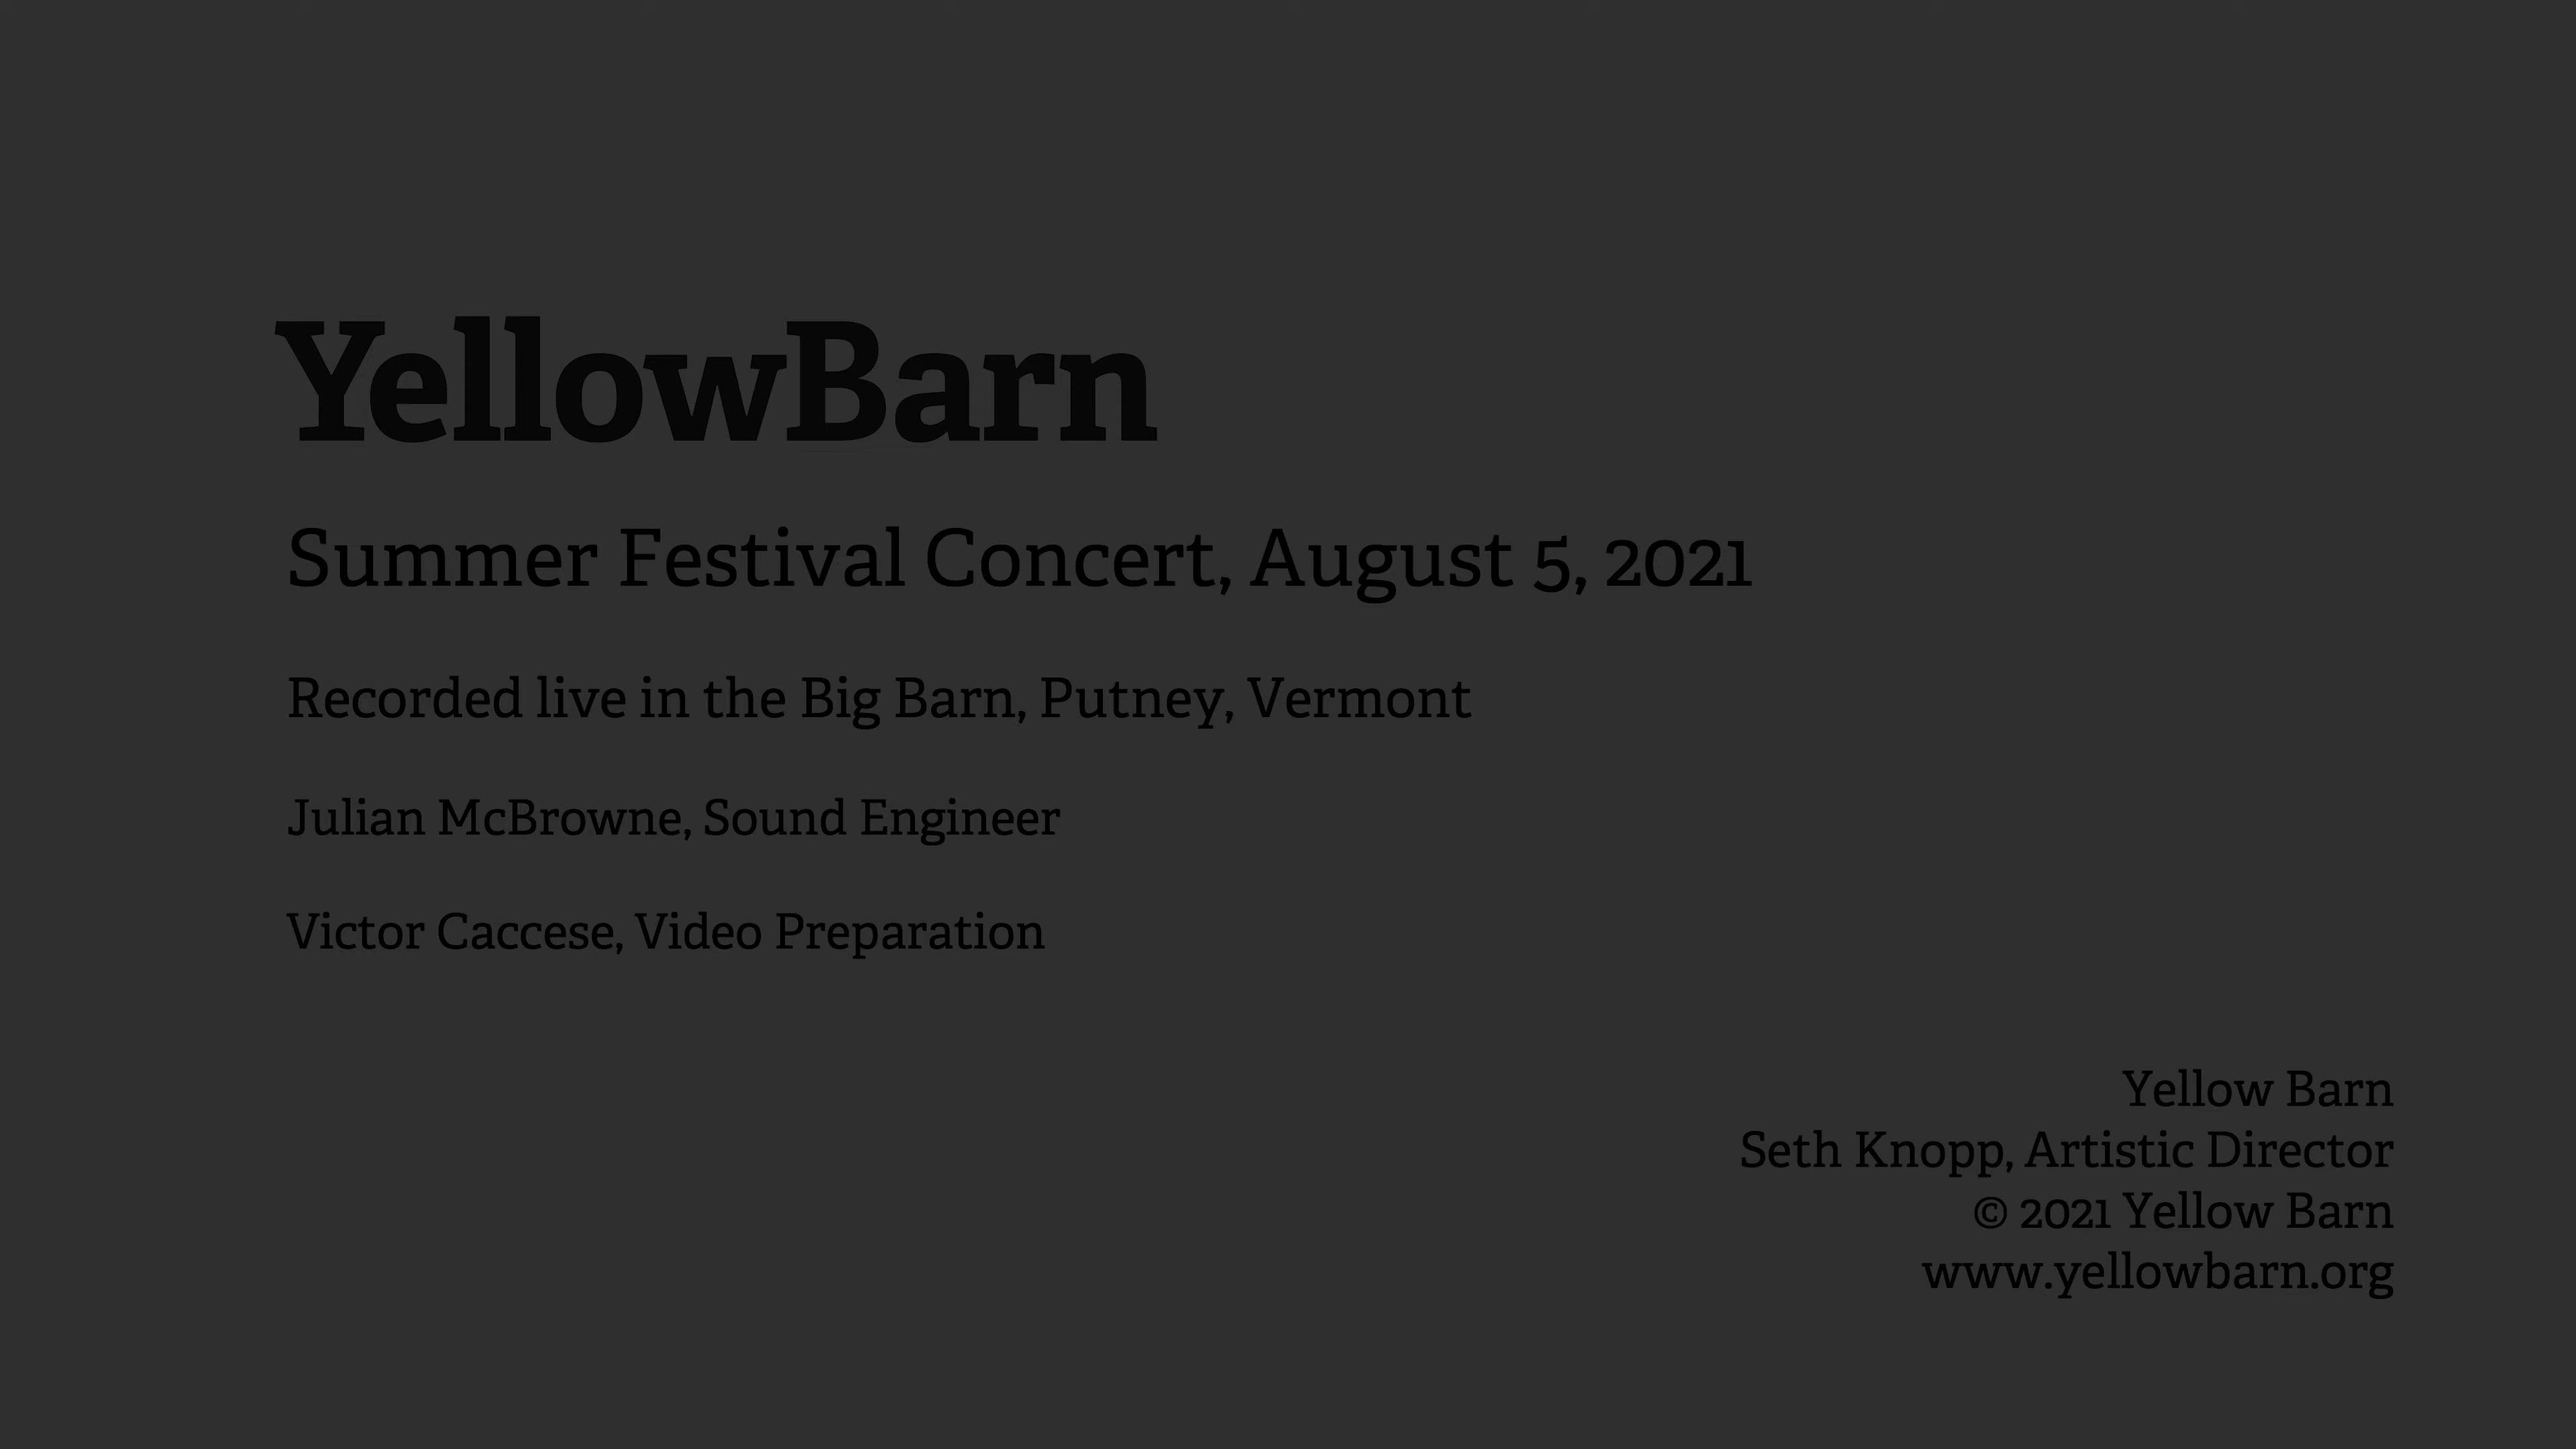 YellowBarn
Summer Festival Concert, August 5, 2021
Recorded live in the Big Barn, Putney, Vermont
Julian McBrowne, Sound Engineer
Victor Caccese, Video Preparation
Yellow Barn
Seth Knopp, Artistic Director
© 2021 Yellow Barn
www.yellowbarn.org